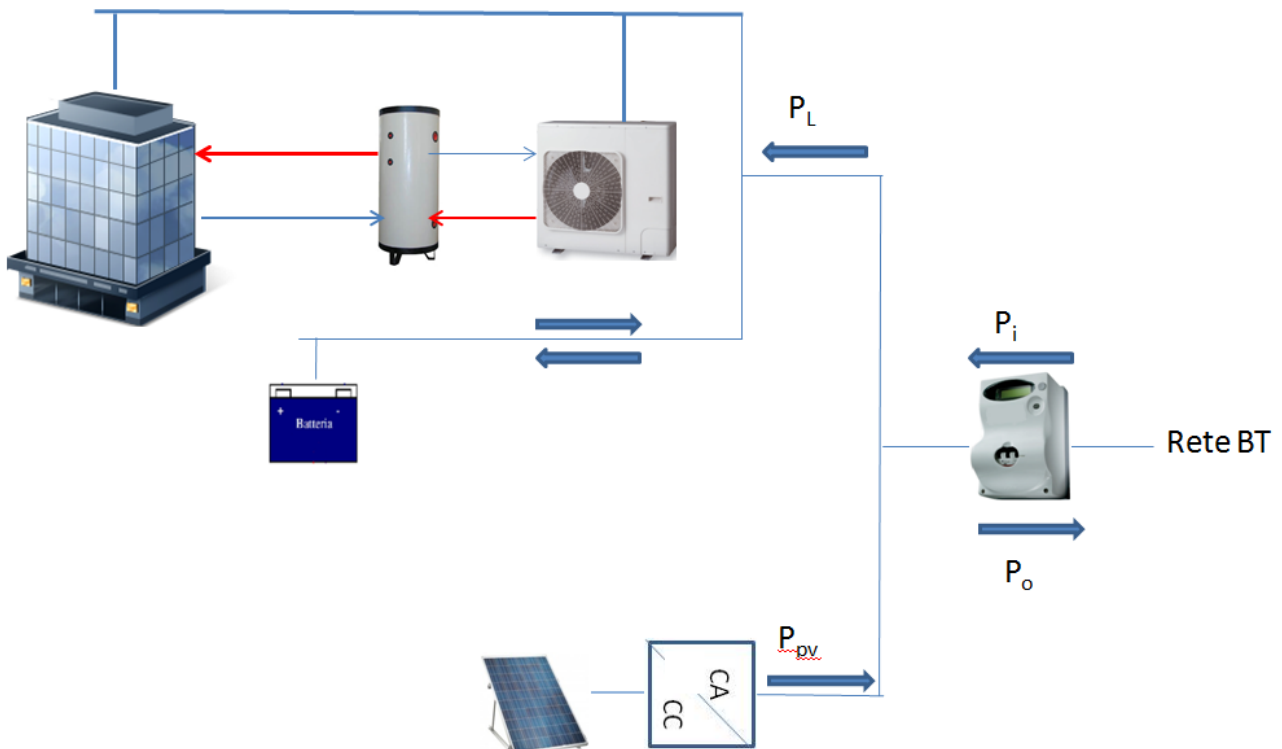 P_L
P_i
+ -
Batteria
Rete BT
P_o
P_pv
CA
CC